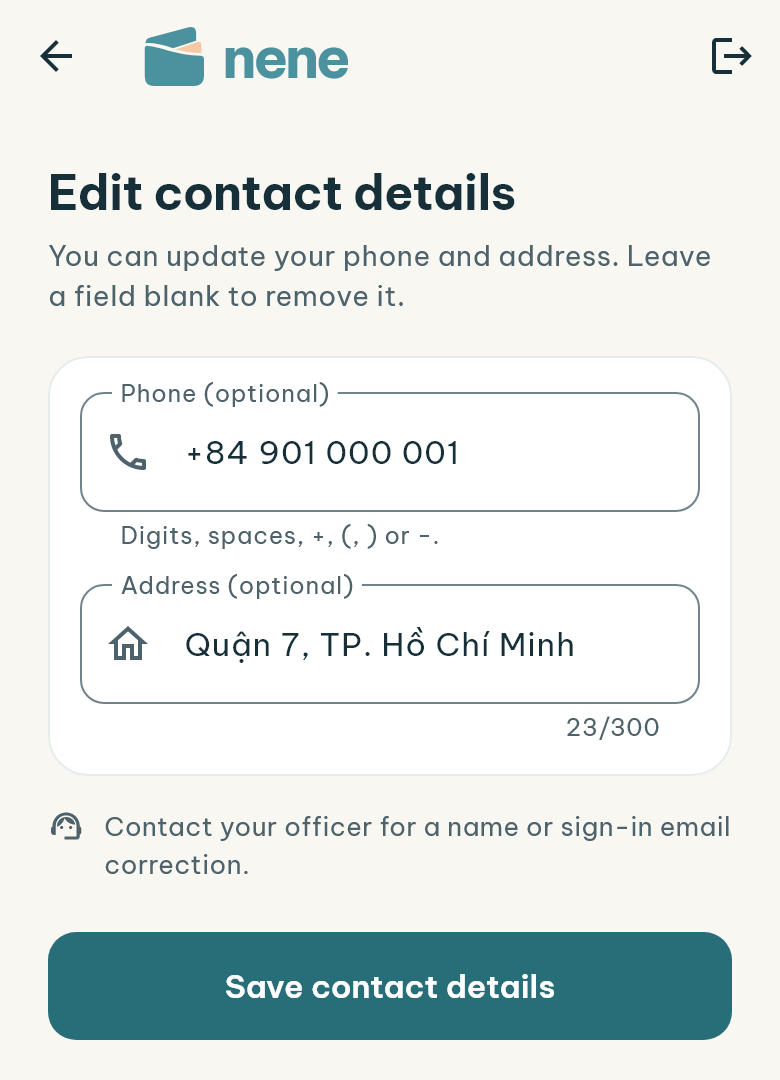 nene
Edit contact details
You can update your phone and address. Leave
a field blank to remove it.
Phone (optional)
+84 901 000 001
Digits, spaces, +, (, ) or -.
Address (optional)
Quận 7, TP. Hồ Chí Minh
23/300
Contact your officer for a name or sign-in email
correction.
Save contact details